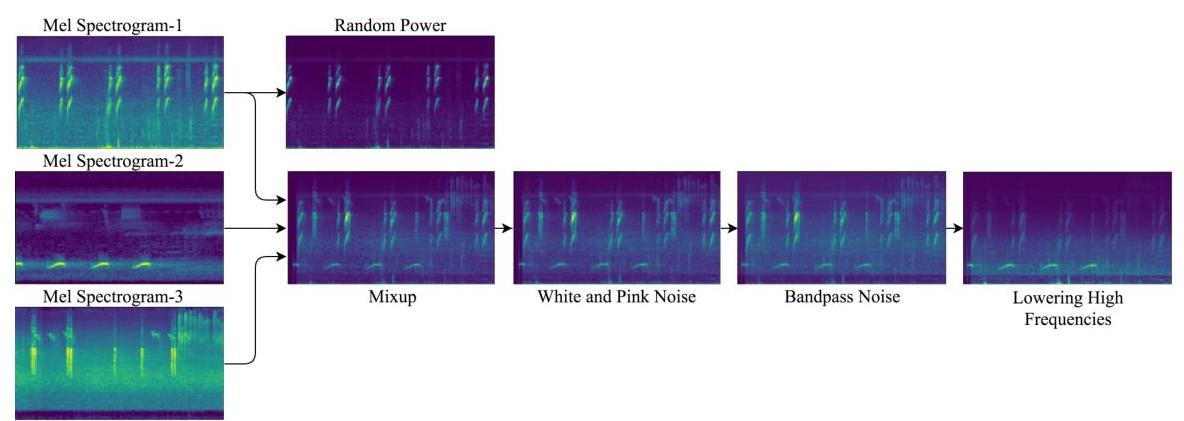 Mel Spectrogram-1
Random Power
Mel Spectrogram-2
Mel Spectrogram-3
Mixup
White and Pink Noise
Bandpass Noise
Lowering High
Frequencies